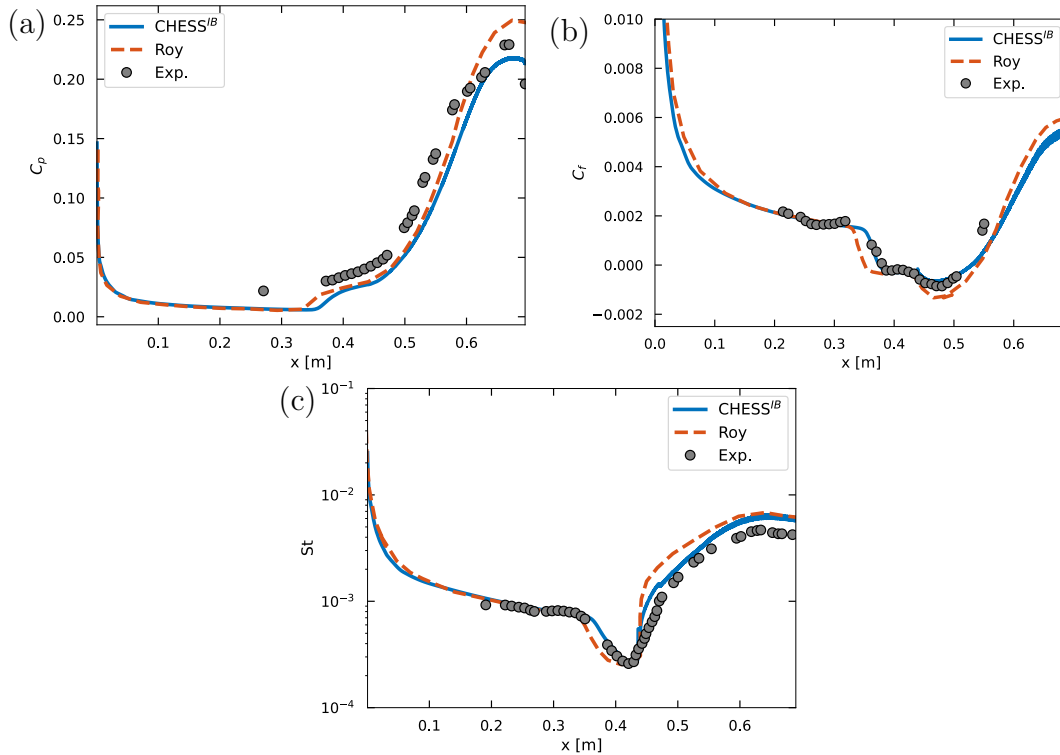 (a)
0.25
0.20
0.15
0.10
0.05
0.00
C_p
0.1 0.2 0.3 0.4 0.5 0.6
x [m]
CHESS^{IB}
Roy
Exp.
(b)
0.010
0.008
0.006
0.004
0.002
0.000
−0.002
C_f
0.0 0.1 0.2 0.3 0.4 0.5 0.6
x [m]
CHESS^{IB}
Roy
Exp.
(c)
10^{−1}
10^{−2}
10^{−3}
10^{−4}
St
0.1 0.2 0.3 0.4 0.5 0.6
x [m]
CHESS^{IB}
Roy
Exp.